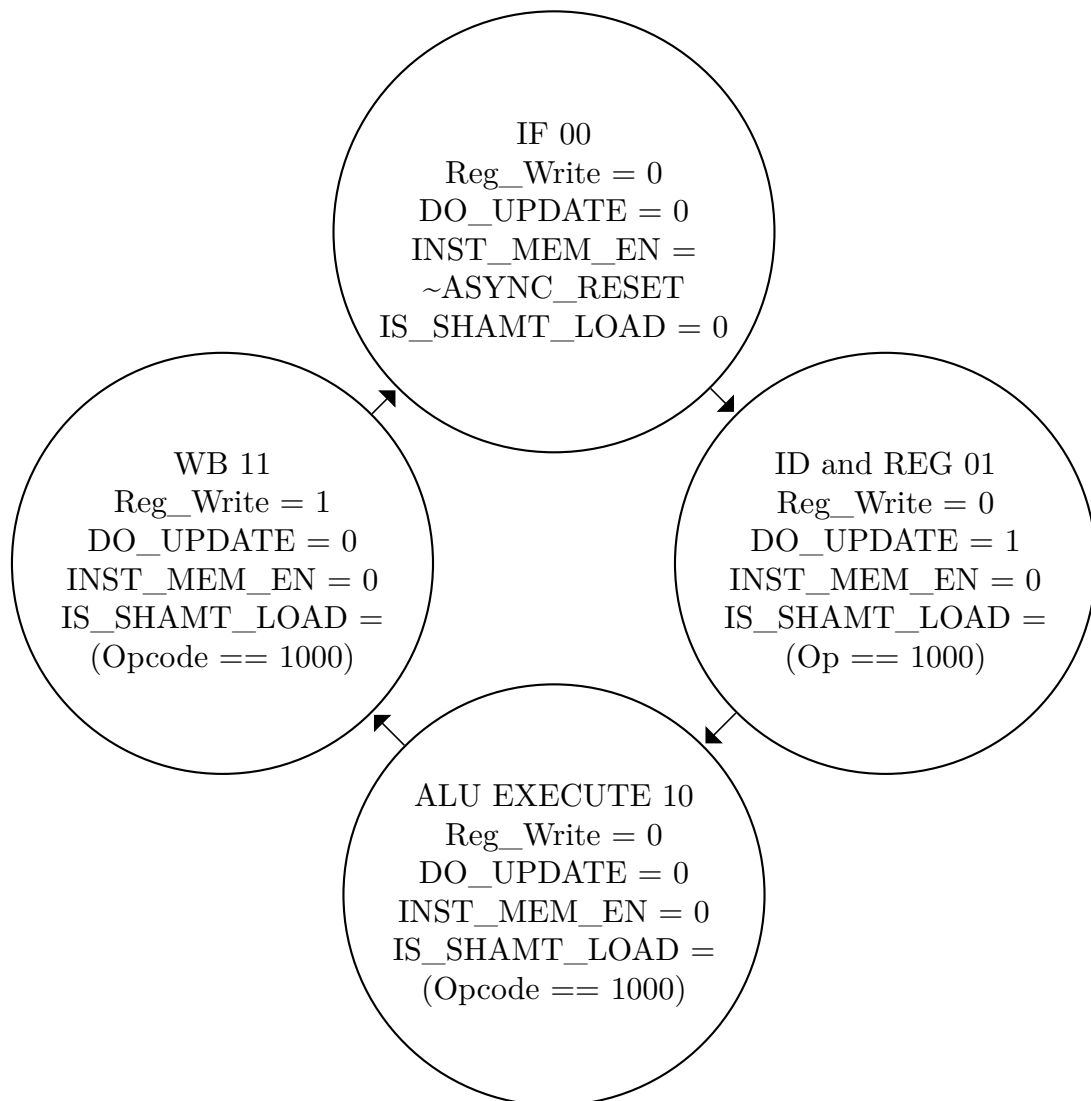 IF 00
Reg_Write = 0
DO_UPDATE = 0
INST_MEM_EN =
~ASYNC_RESET
IS_SHAMT_LOAD = 0
WB 11
Reg_Write = 1
DO_UPDATE = 0
INST_MEM_EN = 0
IS_SHAMT_LOAD =
(Opcode == 1000)
ID and REG 01
Reg_Write = 0
DO_UPDATE = 1
INST_MEM_EN = 0
IS_SHAMT_LOAD =
(Op == 1000)
ALU EXECUTE 10
Reg_Write = 0
DO_UPDATE = 0
INST_MEM_EN = 0
IS_SHAMT_LOAD =
(Opcode == 1000)